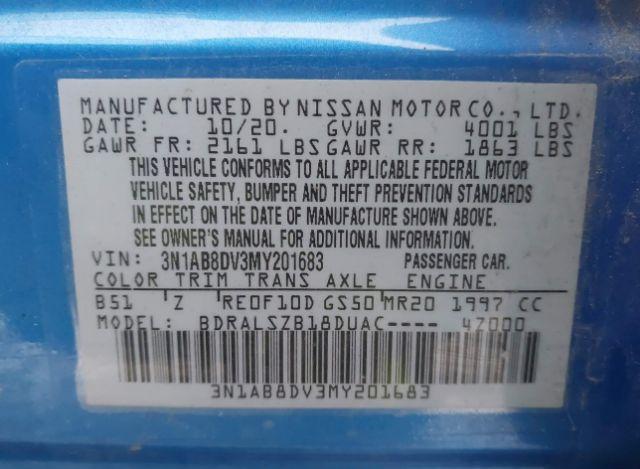 MANUFACTURED BY NISSAN MOTOR CO., LTD.
DATE: 10/20. GVWR: 4001 LBS
GAWR FR: 2161 LBS GAWR RR: 1863 LBS
THIS VEHICLE CONFORMS TO ALL APPLICABLE FEDERAL MOTOR
VEHICLE SAFETY, BUMPER AND THEFT PREVENTION STANDARDS
IN EFFECT ON THE DATE OF MANUFACTURE SHOWN ABOVE.
SEE OWNER'S MANUAL FOR ADDITIONAL INFORMATION.
VIN: 3N1AB8DV3MY201683 PASSENGER CAR.
COLOR TRIM TRANS AXLE ENGINE
B51 Z RE0F10D GS50 MR20 1997 CC
MODEL: BDRALSZB18DUAC---- 4Z000
3N1AB8DV3MY201683